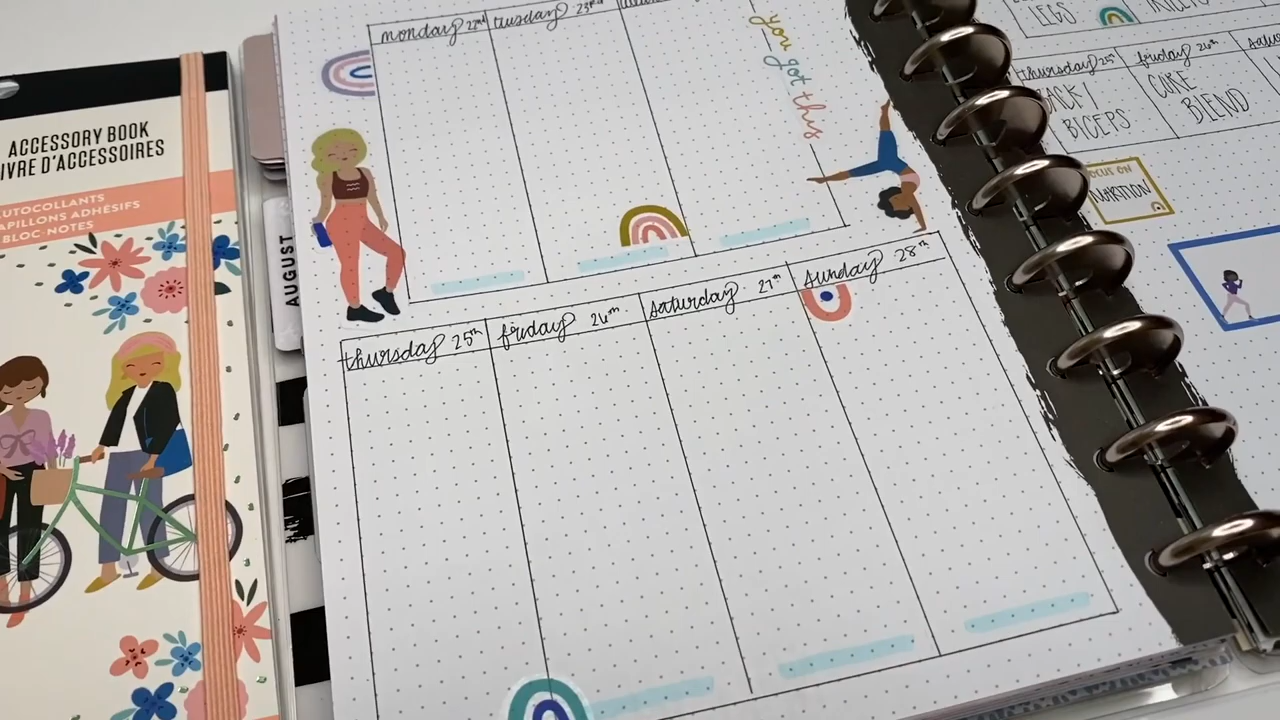 ACCESSORY BOOK
IVRE D'ACCESSOIRES
AUTOCOLLANTS
PAPILLONS ADHÉSIFS
BLOC-NOTES
AUGUST
monday 22nd
tuesday 23rd
you got this
thursday 25th
friday 26th
saturday 27th
sunday 28th
LEGS
thursday 25th
friday 26th
BICEPS
CORE
BLEND
FOCUS ON
NUTRITION